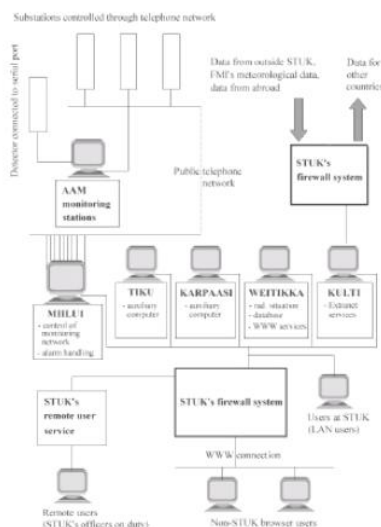 Substations controlled through telephone network
Detector connected to serial port
Data from outside STUK,
FMI's meteorological data,
data from abroad
Data for
other
countries
STUK's
firewall system
AAM
monitoring
stations
Public telephone
network
MIHLUI
- control of
monitoring
network
- alarm handling
TIKU
- auxiliary
computer
KARPAASI
- auxiliary
computer
WEITIKKA
- rad. situation
- database
- WWW services
KULTI
- Extranet
services
STUK's
remote user
service
STUK's firewall system
Users at STUK
(LAN users)
WWW connection
Remote users
(STUK's officers on duty)
Non-STUK browser users